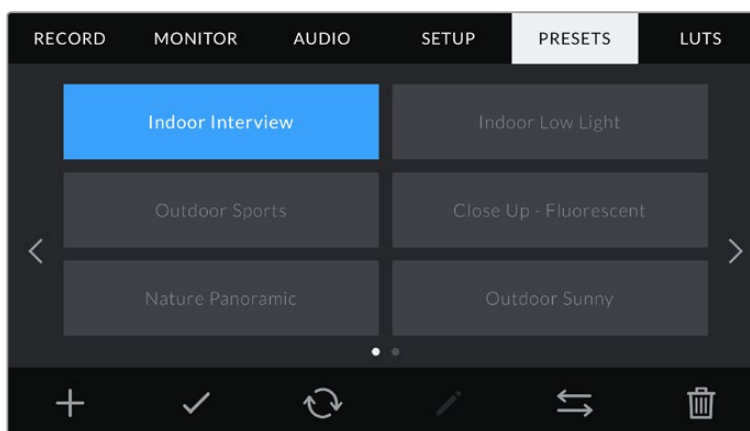 RECORD MONITOR AUDIO SETUP PRESETS LUTS
Indoor Interview Indoor Low Light
Outdoor Sports Close Up - Fluorescent
Nature Panoramic Outdoor Sunny